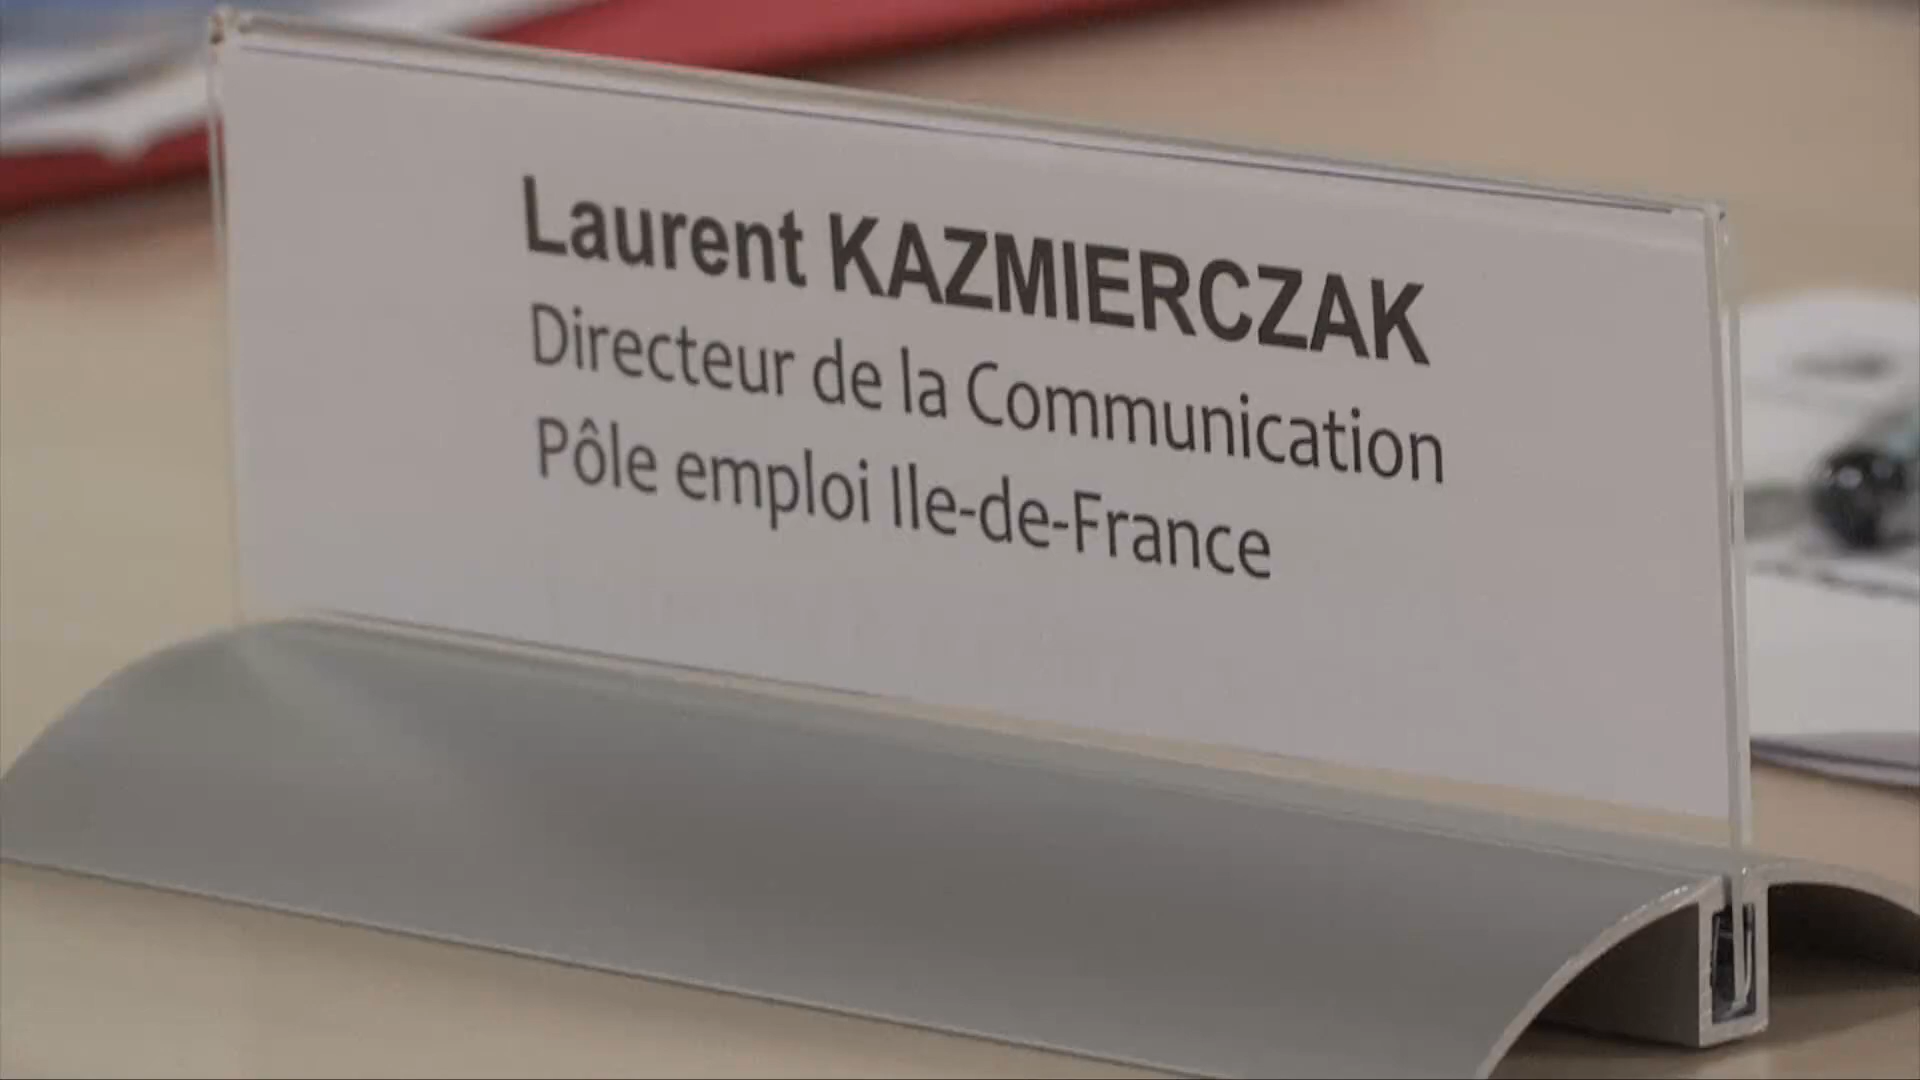 Laurent KAZMIERCZAK
Directeur de la Communication
Pôle emploi Ile-de-France